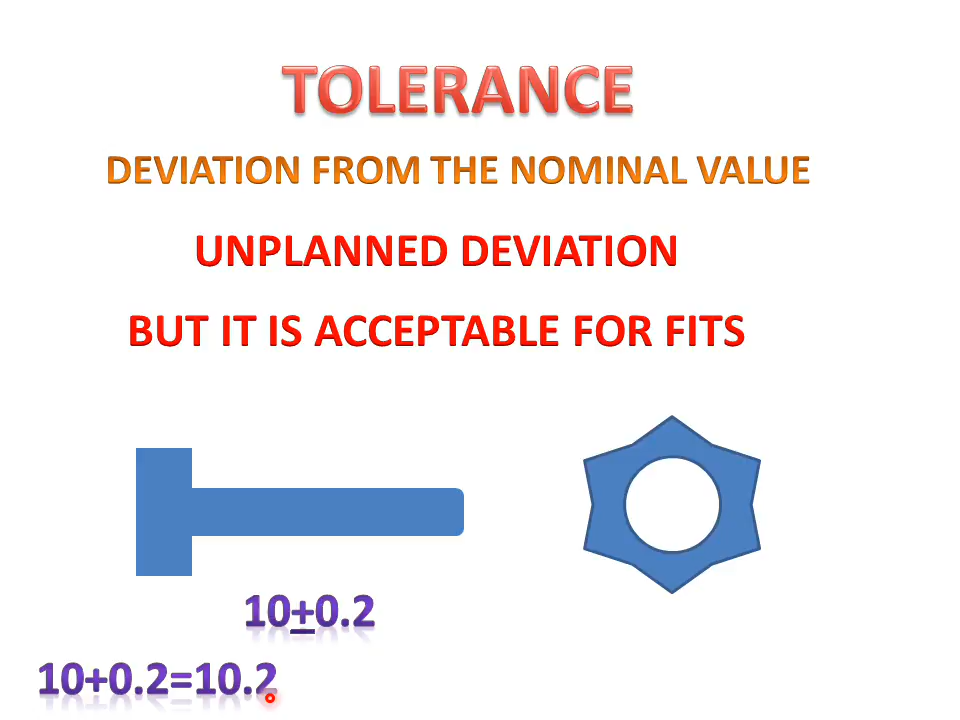 TOLERANCE
DEVIATION FROM THE NOMINAL VALUE
UNPLANNED DEVIATION
BUT IT IS ACCEPTABLE FOR FITS
10±0.2
10+0.2=10.2